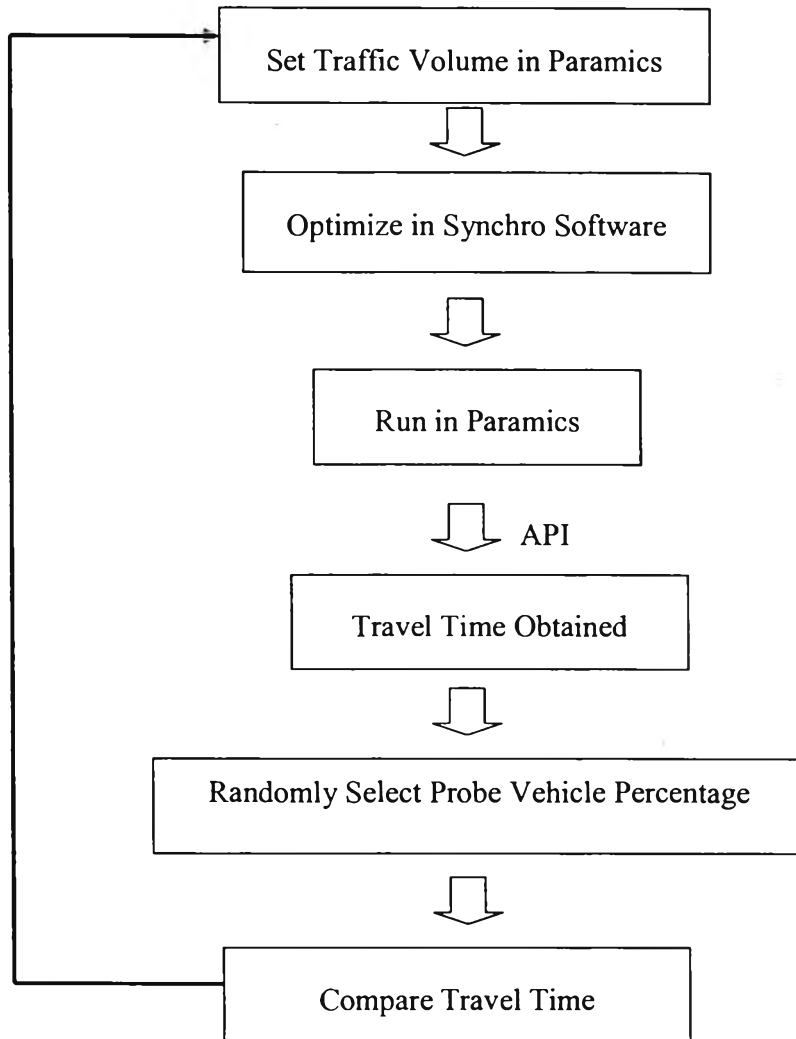 Set Traffic Volume in Paramics
Optimize in Synchro Software
Run in Paramics
API
Travel Time Obtained
Randomly Select Probe Vehicle Percentage
Compare Travel Time